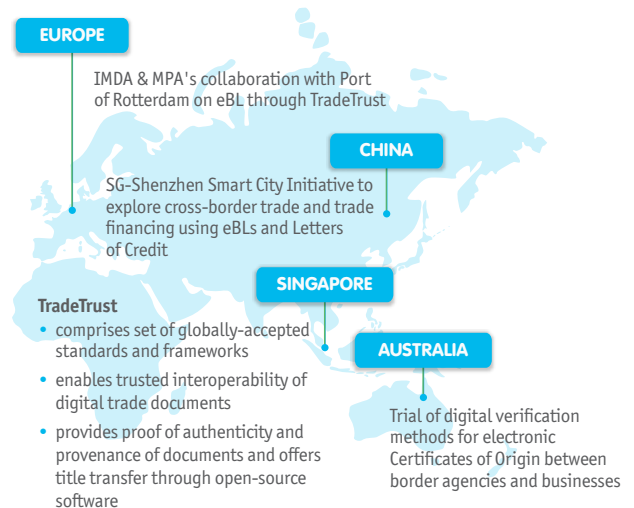 EUROPE
IMDA & MPA's collaboration with Port
of Rotterdam on eBL through TradeTrust
CHINA
SG-Shenzhen Smart City Initiative to
explore cross-border trade and trade
financing using eBLs and Letters
of Credit
SINGAPORE
TradeTrust
• comprises set of globally-accepted
standards and frameworks
• enables trusted interoperability of
digital trade documents
• provides proof of authenticity and
provenance of documents and offers
title transfer through open-source
software
AUSTRALIA
Trial of digital verification
methods for electronic
Certificates of Origin between
border agencies and businesses